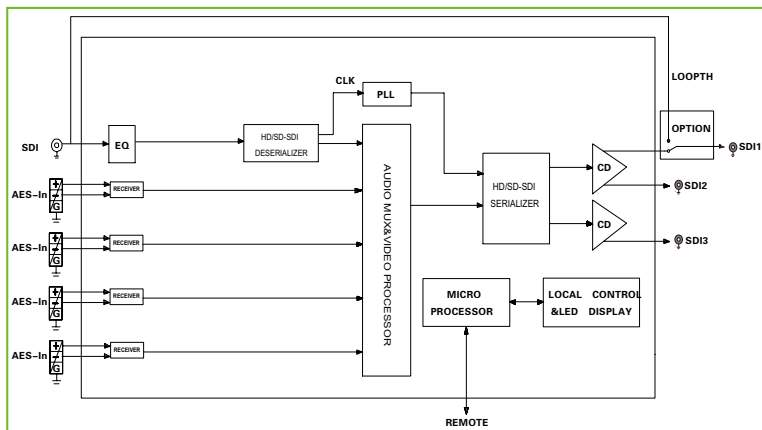 LOOPTH
CLK
PLL
OPTION
SDI
EQ
HD/SD-SDI
DESERIALIZER
SDI1
CD
SDI2
AES-In
+
-
G
RECEIVER
AUDIO MUX&VIDEO PROCESSOR
HD/SD-SDI
SERIALIZER
CD
SDI3
AES-In
+
-
G
RECEIVER
AES-In
+
-
G
RECEIVER
MICRO
PROCESSOR
LOCAL CONTROL
&LED DISPLAY
AES-In
+
-
G
RECEIVER
REMOTE